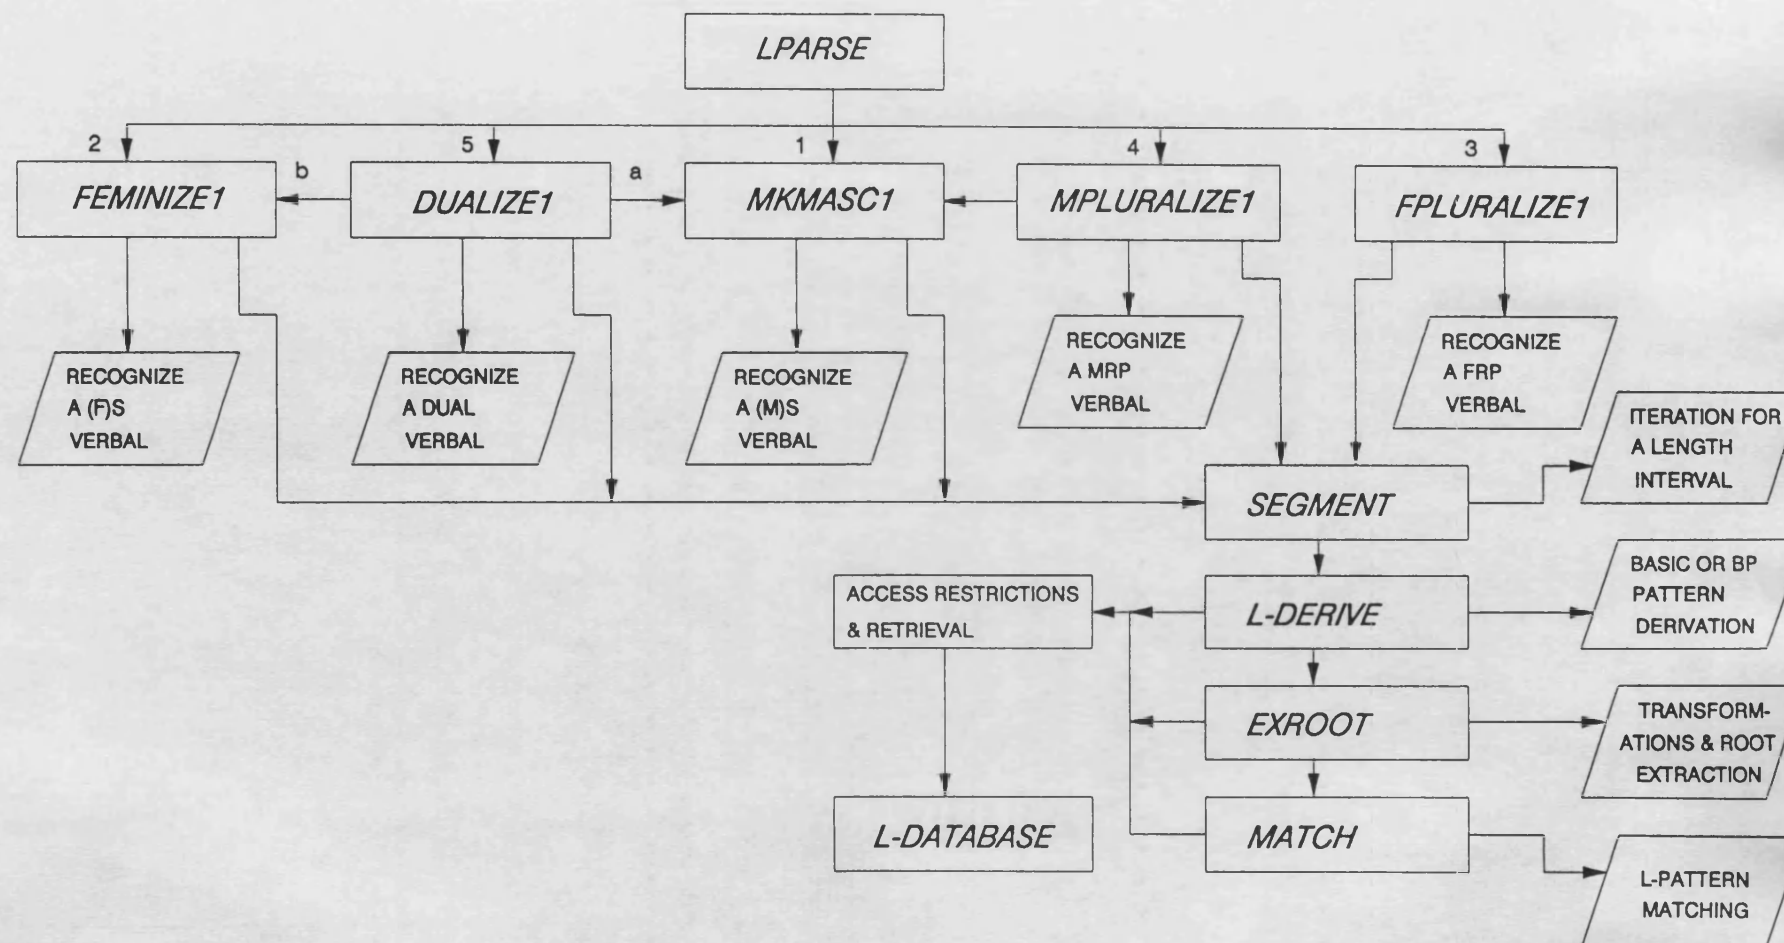 LPARSE
2
5
1
4
3
FEMINIZE1
b
DUALIZE1
a
MKMASC1
MPLURALIZE1
FPLURALIZE1
RECOGNIZE
A (F)S
VERBAL
RECOGNIZE
A DUAL
VERBAL
RECOGNIZE
A (M)S
VERBAL
RECOGNIZE
A MRP
VERBAL
RECOGNIZE
A FRP
VERBAL
ITERATION FOR
A LENGTH
INTERVAL
SEGMENT
BASIC OR BP
PATTERN
DERIVATION
ACCESS RESTRICTIONS
& RETRIEVAL
L-DERIVE
TRANSFORM-
ATIONS & ROOT
EXTRACTION
EXROOT
L-DATABASE
MATCH
L-PATTERN
MATCHING